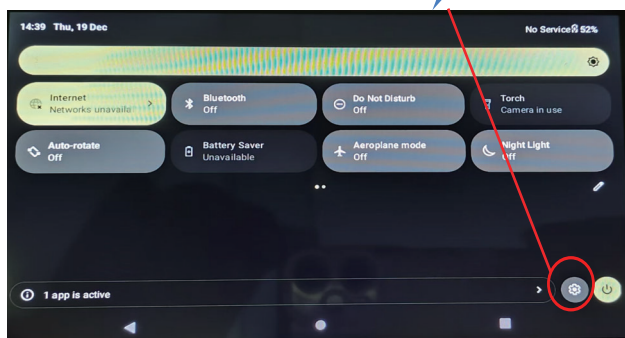 14:39 Thu, 19 Dec
No Service 52%
Internet
Networks unavaila
Bluetooth
Off
Do Not Disturb
Off
Torch
Camera in use
Auto-rotate
Off
Battery Saver
Unavailable
Aeroplane mode
Off
Night Light
Off
1 app is active